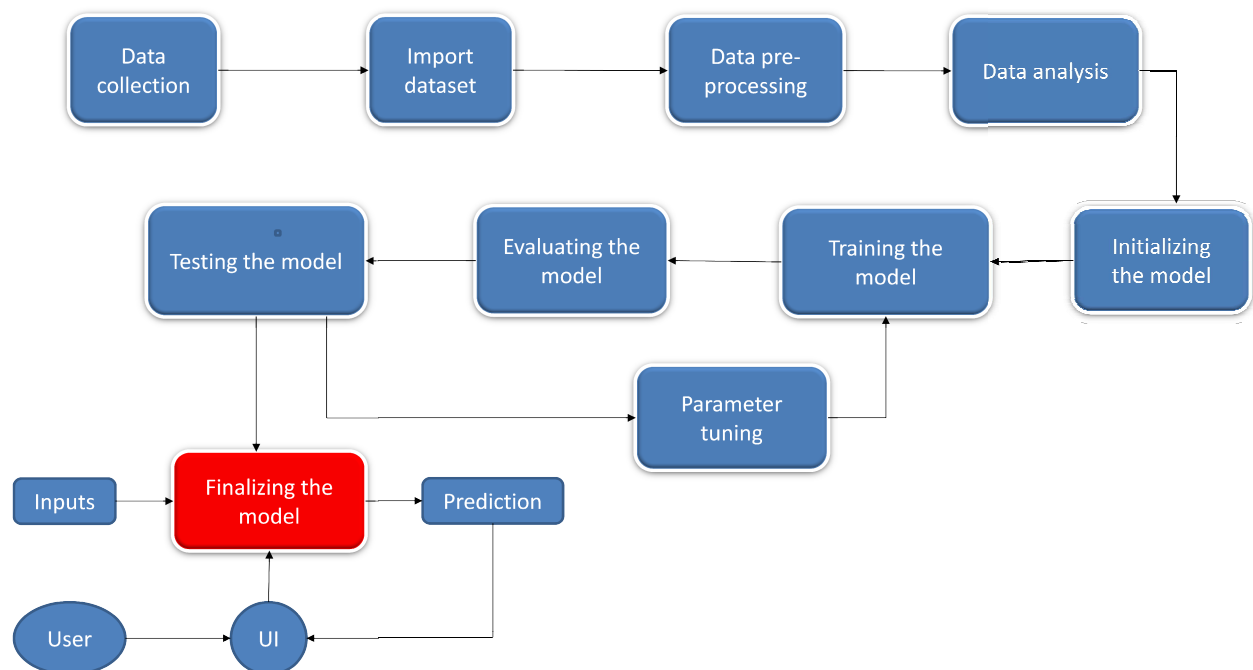 Data
collection
Import
dataset
Data pre-
processing
Data analysis
Initializing
the model
Training the
model
Evaluating the
model
Testing the model
Parameter
tuning
Inputs
Finalizing the
model
Prediction
User
UI